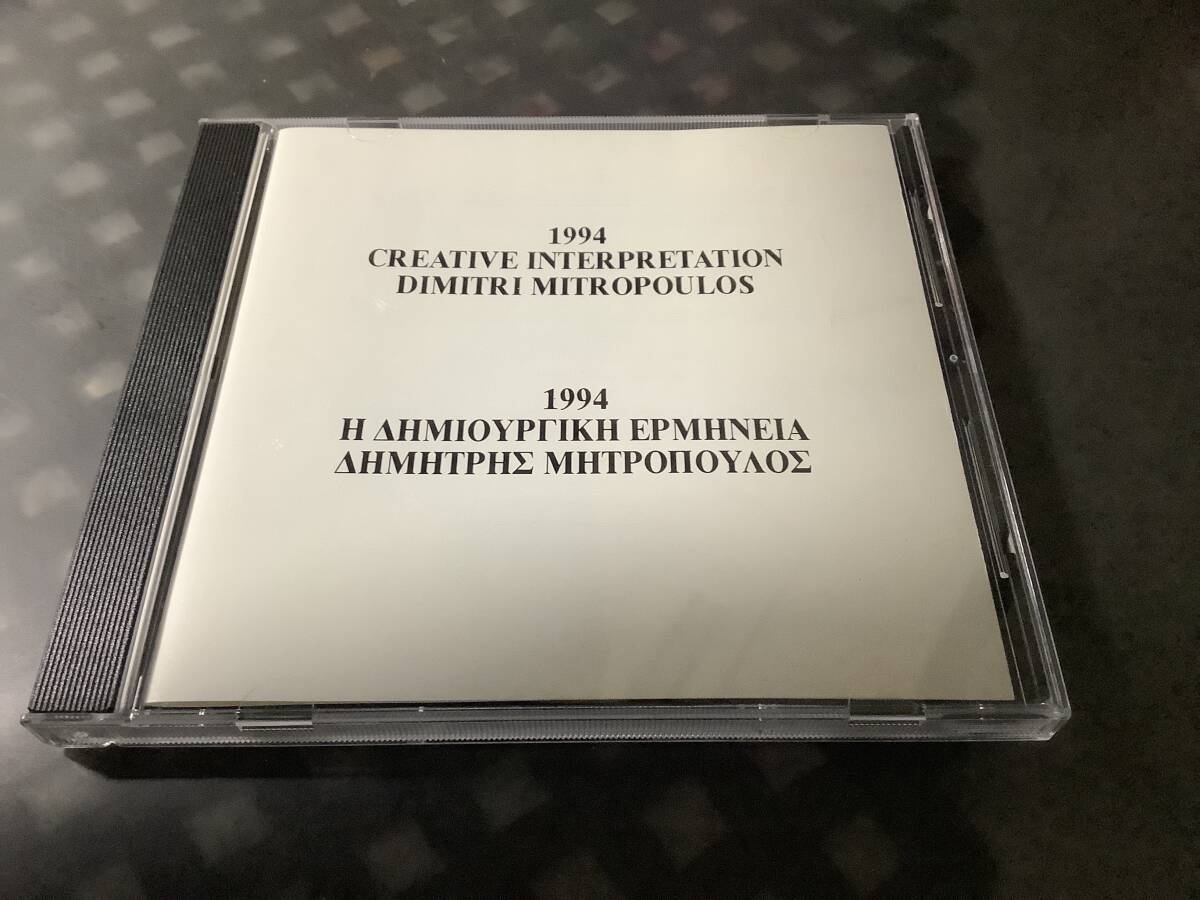 1994
CREATIVE INTERPRETATION
DIMITRI MITROPOULOS
1994
Η ΔΗΜΙΟΥΡΓΙΚΗ ΕΡΜΗΝΕΙΑ
ΔΗΜΗΤΡΗΣ ΜΗΤΡΟΠΟΥΛΟΣ